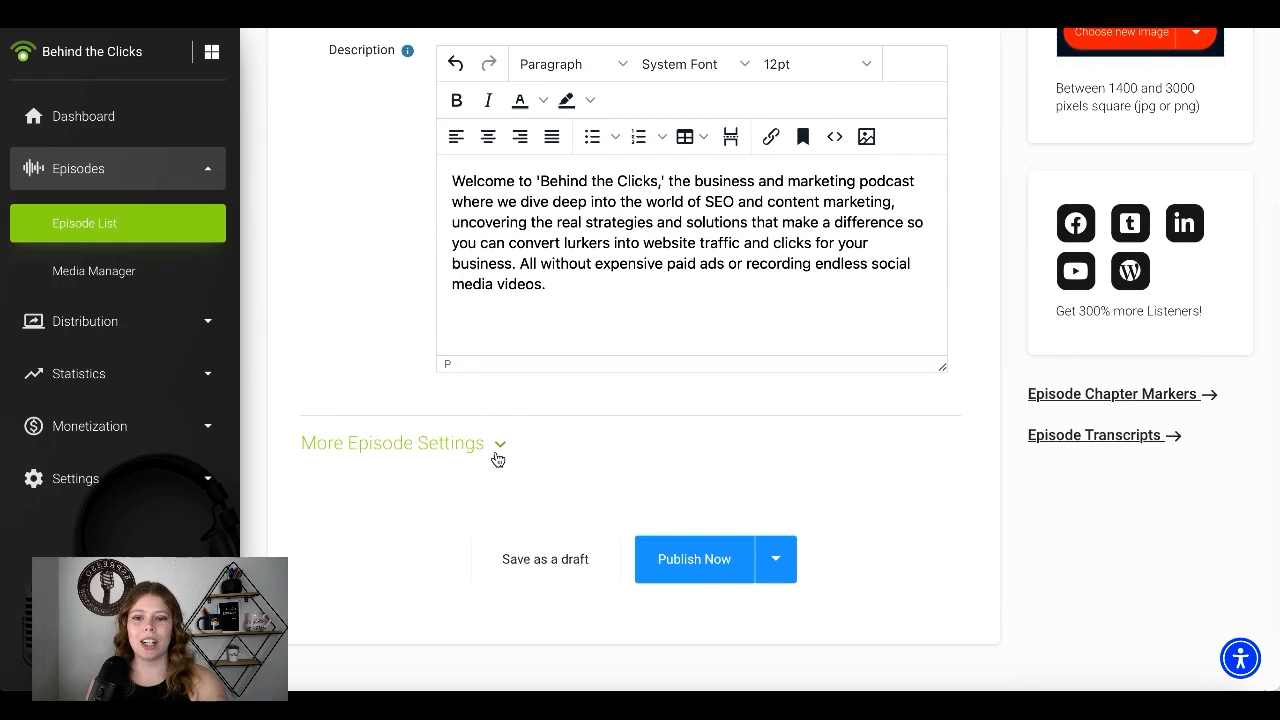 Behind the Clicks
Dashboard
Episodes
Episode List
Media Manager
Distribution
Statistics
Monetization
Settings
Description
Paragraph
System Font
12pt
Welcome to 'Behind the Clicks,' the business and marketing podcast
where we dive deep into the world of SEO and content marketing,
uncovering the real strategies and solutions that make a difference so
you can convert lurkers into website traffic and clicks for your
business. All without expensive paid ads or recording endless social
media videos.
P
More Episode Settings
Save as a draft
Publish Now
Choose new image
Between 1400 and 3000
pixels square (jpg or png)
Get 300% more Listeners!
Episode Chapter Markers
Episode Transcripts